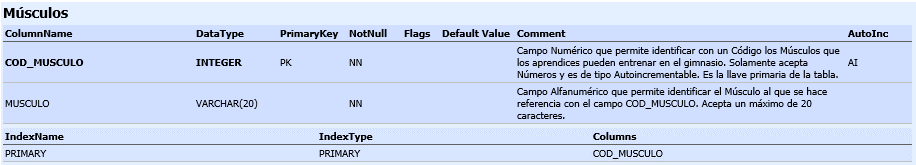 Músculos
ColumnName DataType PrimaryKey NotNull Flags Default Value Comment AutoInc
COD_MUSCULO INTEGER PK NN Campo Numérico que permite identificar con un Código los Músculos que
los aprendices pueden entrenar en el gimnasio. Solamente acepta
Números y es de tipo Autoincrementable. Es la llave primaria de la tabla. AI
MUSCULO VARCHAR(20) NN Campo Alfanumérico que permite identificar el Músculo al que se hace
referencia con el campo COD_MUSCULO. Acepta un máximo de 20
caracteres.
IndexName IndexType Columns
PRIMARY PRIMARY COD_MUSCULO